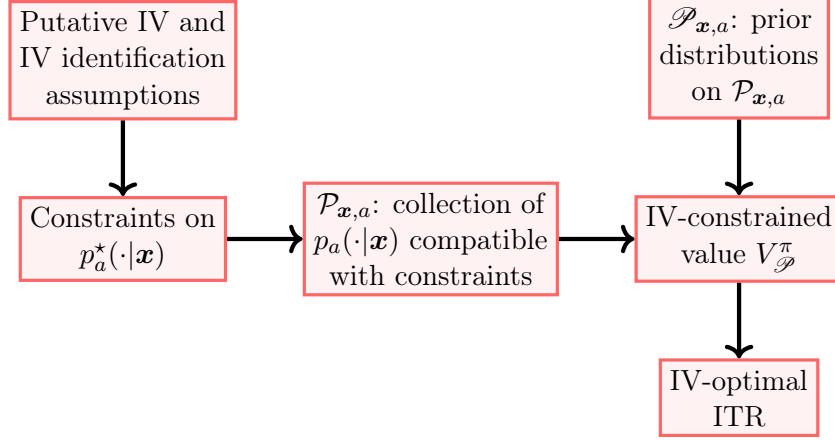 Putative IV and
IV identification
assumptions
𝒫_{𝒙,a}: prior
distributions
on 𝒫_{𝒙,a}
Constraints on
p⋆_a(·|𝒙)
𝒫_{𝒙,a}: collection of
p_a(·|𝒙) compatible
with constraints
IV-constrained
value V^π_𝒫
IV-optimal
ITR